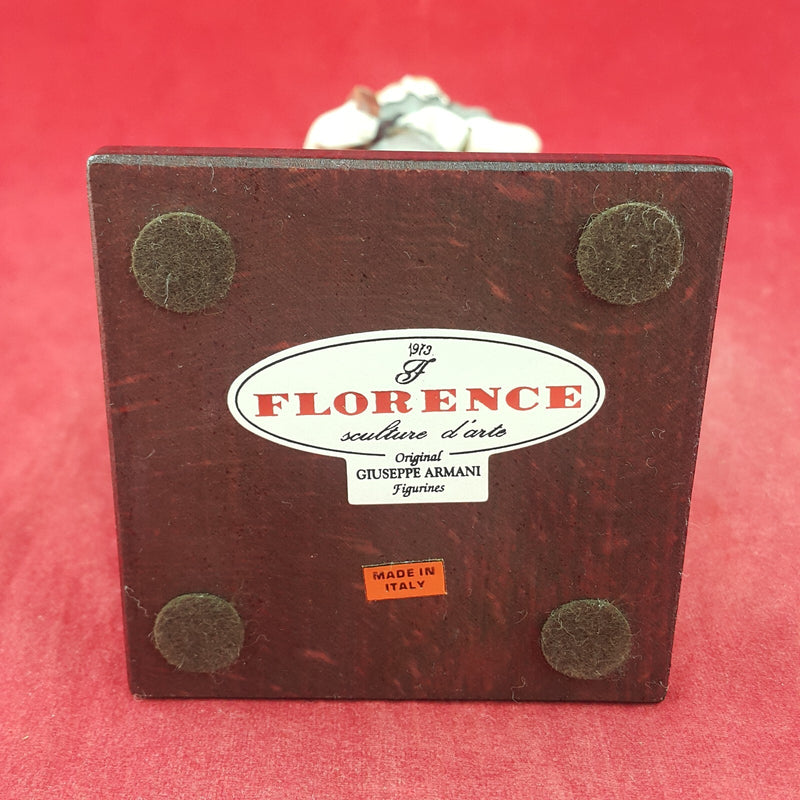 1973
F
FLORENCE
sculture d'arte
Original
GIUSEPPE ARMANI
Figurines
MADE IN
ITALY